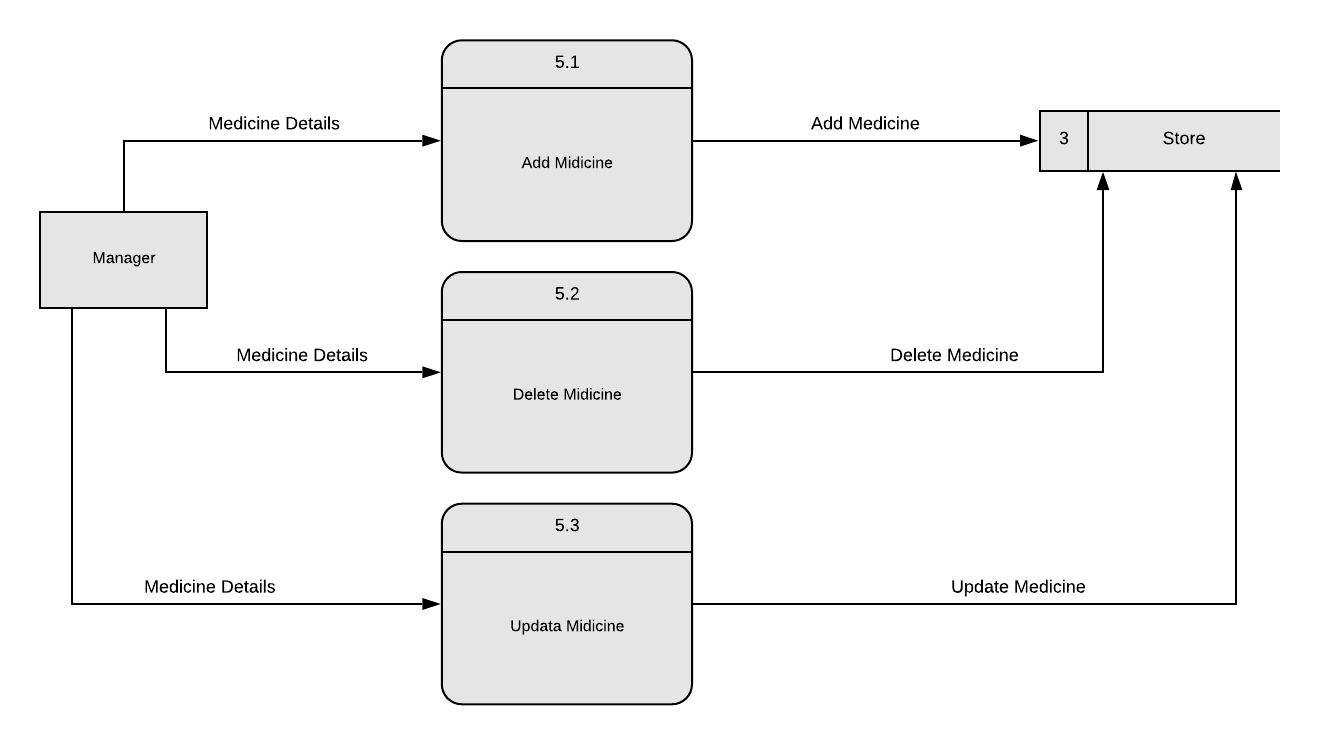 5.1
Medicine Details
Add Medicine
3
Store
Add Midicine
Manager
5.2
Medicine Details
Delete Medicine
Delete Midicine
5.3
Medicine Details
Update Medicine
Updata Midicine